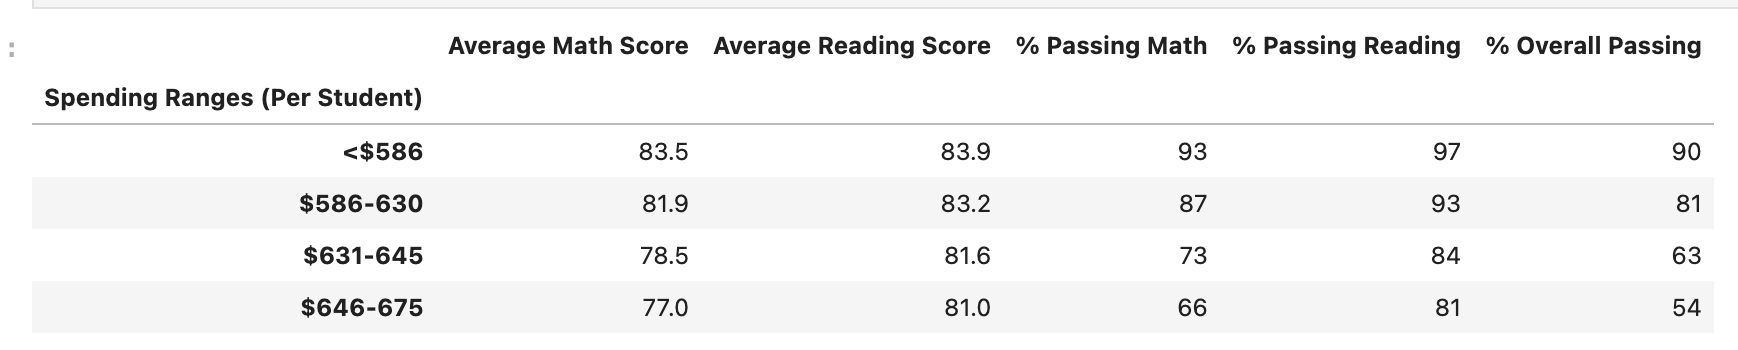 :
Average Math Score Average Reading Score % Passing Math % Passing Reading % Overall Passing
Spending Ranges (Per Student)
<$586 83.5 83.9 93 97 90
$586-630 81.9 83.2 87 93 81
$631-645 78.5 81.6 73 84 63
$646-675 77.0 81.0 66 81 54